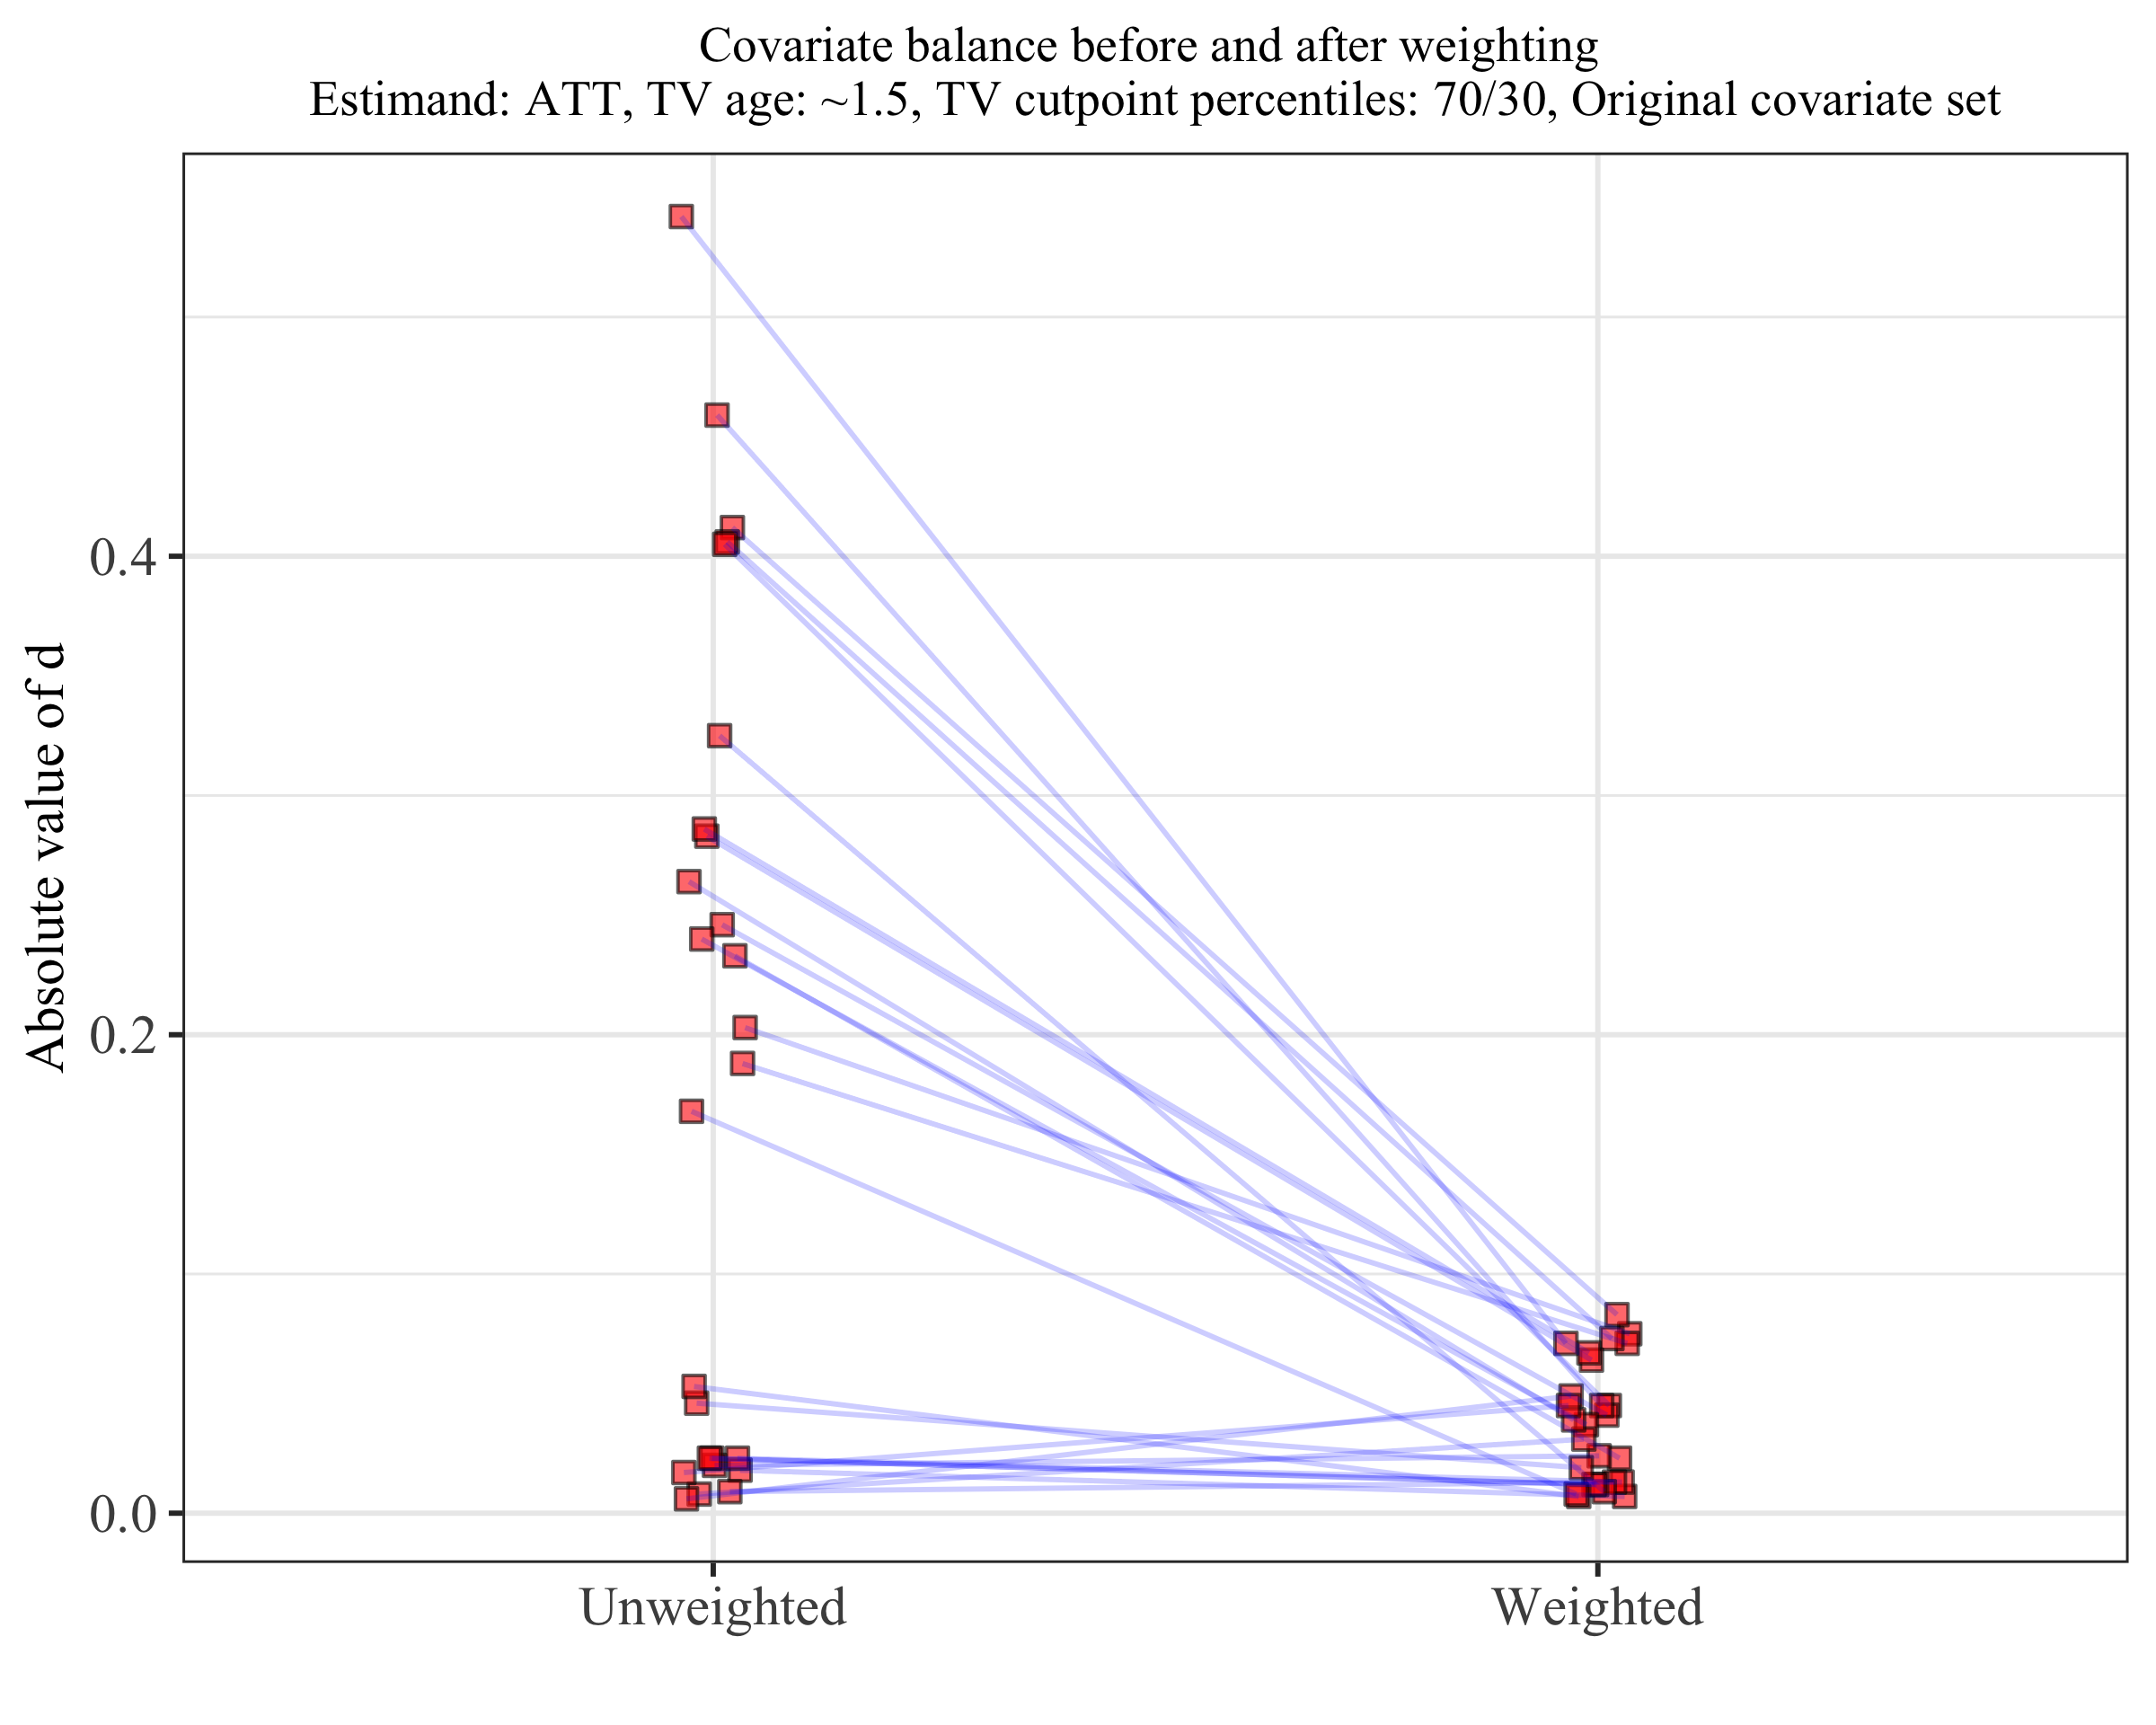 Covariate balance before and after weighting
Estimand: ATT, TV age: ~1.5, TV cutpoint percentiles: 70/30, Original covariate set
Absolute value of d
0.4
0.2
0.0
Unweighted
Weighted